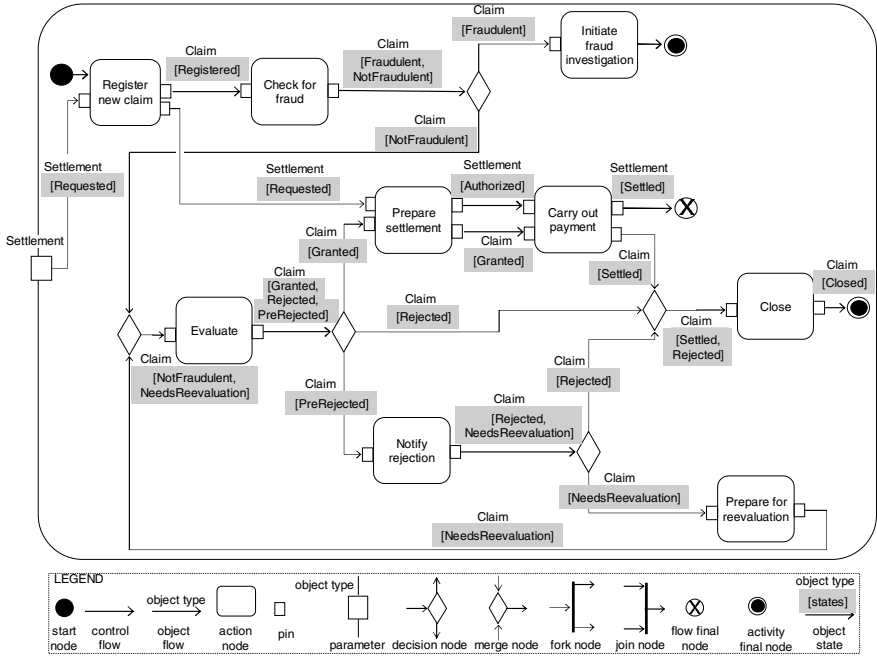 Claim
[Fraudulent]
Initiate
fraud
investigation
Claim
[Registered]
Claim
[Fraudulent,
NotFraudulent]
Register
new claim
Check for
fraud
Claim
[NotFraudulent]
Settlement
[Requested]
Settlement
[Requested]
Settlement
[Authorized]
Settlement
[Settled]
Prepare
settlement
Carry out
payment
X
Settlement
Claim
[Granted]
Claim
[Granted]
Claim
[Settled]
Claim
[Closed]
Claim
[Granted,
Rejected,
PreRejected]
Evaluate
Claim
[Rejected]
Close
Claim
[Settled,
Rejected]
Claim
[NotFraudulent,
NeedsReevaluation]
Claim
[PreRejected]
Claim
[Rejected]
Claim
[Rejected,
NeedsReevaluation]
Notify
rejection
Claim
[NeedsReevaluation]
Prepare for
reevaluation
Claim
[NeedsReevaluation]
LEGEND
object type
object type
object type
[states]
X
start
node
control
flow
object
flow
action
node
pin
parameter
decision node
merge node
fork node
join node
flow final
node
activity
final node
object
state